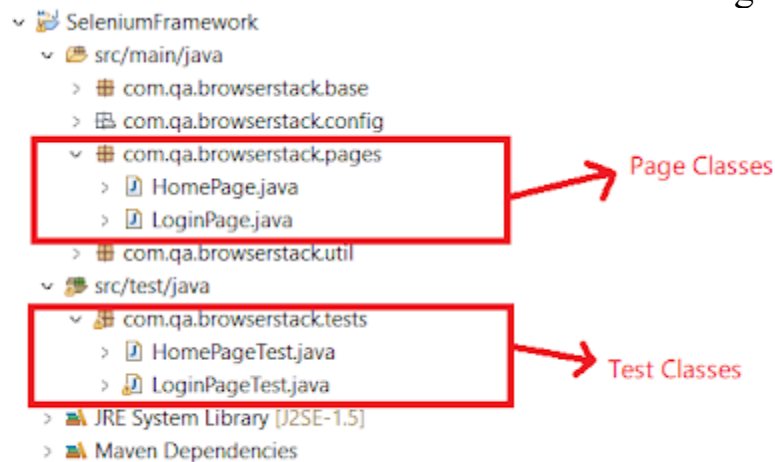 SeleniumFramework
src/main/java
com.qa.browserstack.base
com.qa.browserstack.config
com.qa.browserstack.pages
Page Classes
HomePage.java
LoginPage.java
com.qa.browserstack.util
src/test/java
com.qa.browserstack.tests
HomePageTest.java
Test Classes
LoginPageTest.java
JRE System Library [J2SE-1.5]
Maven Dependencies